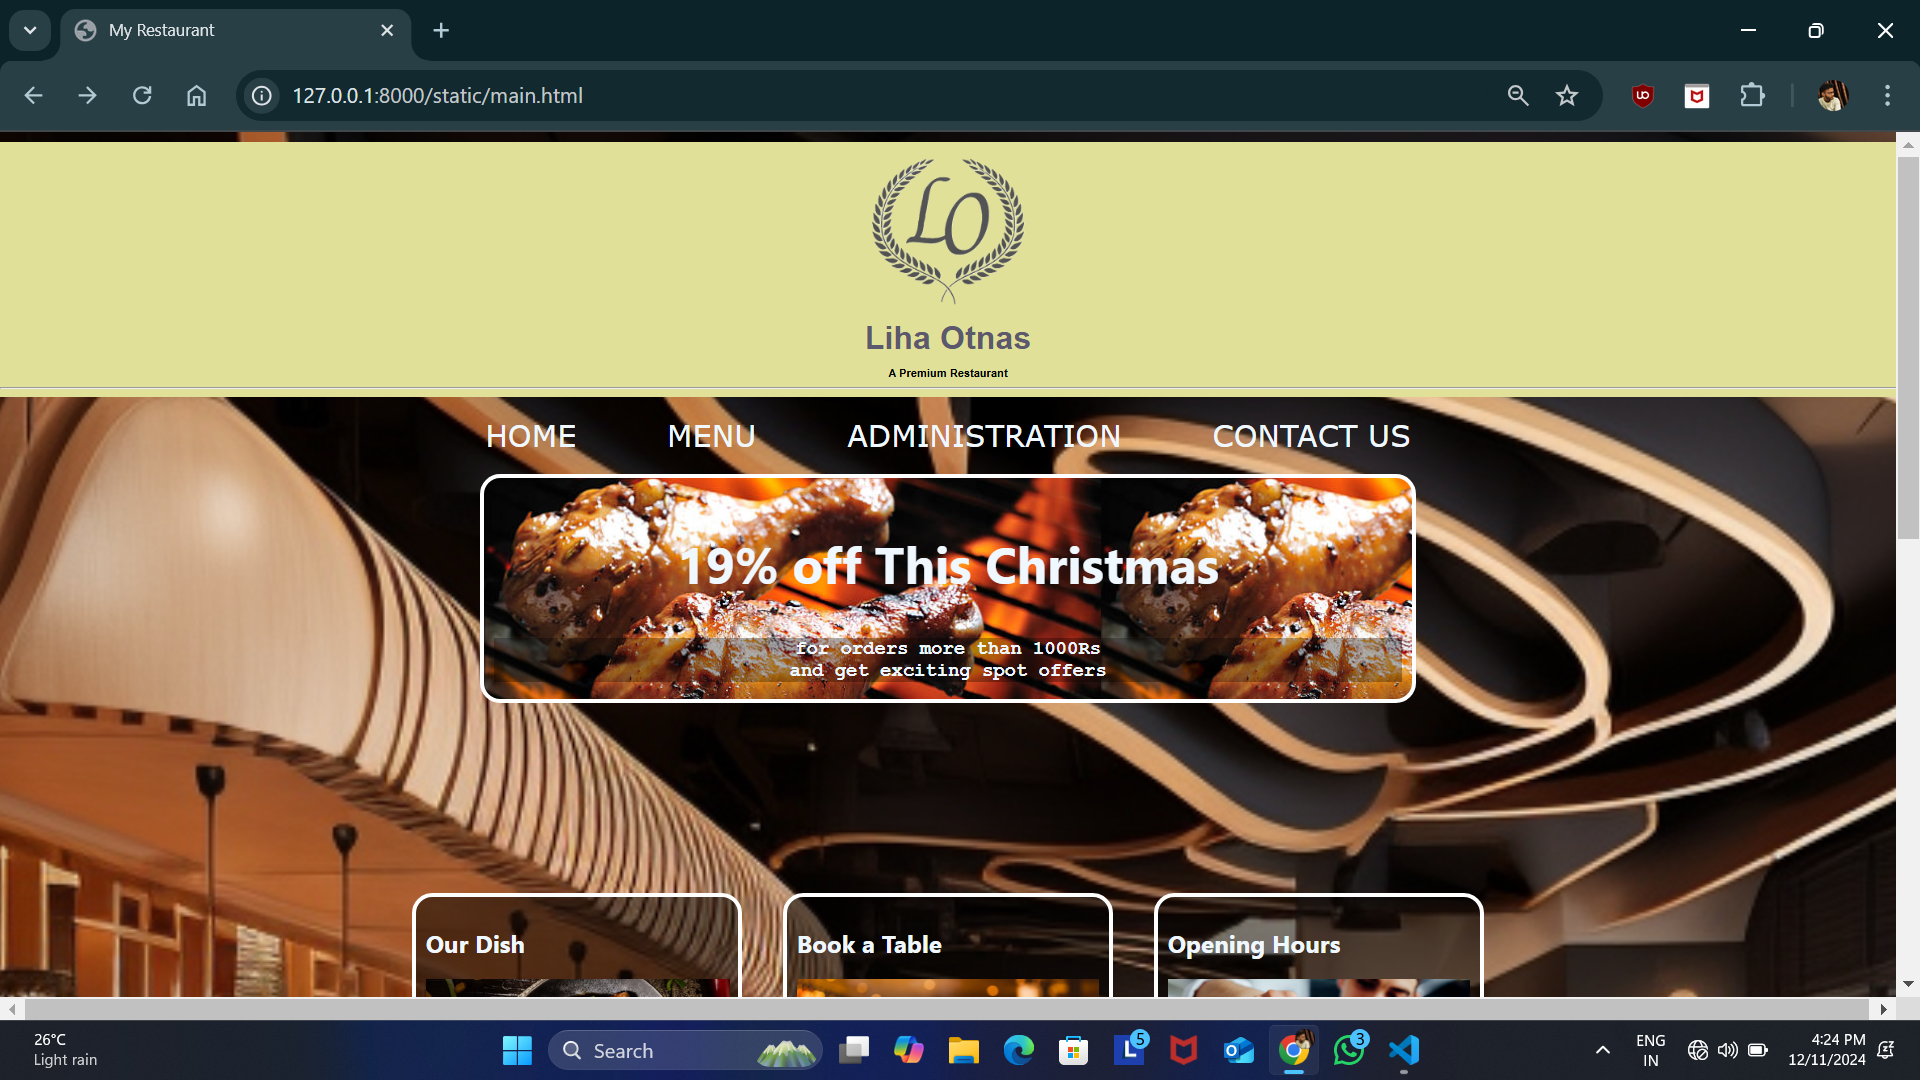 My Restaurant
127.0.0.1:8000/static/main.html
LO
Liha Otnas
A Premium Restaurant
HOME MENU ADMINISTRATION CONTACT US
19% off This Christmas
for orders more than 1000Rs
and get exciting spot offers
Our Dish Book a Table Opening Hours
26°C
Light rain
Search
L
5
3
ENG
IN
4:24 PM
12/11/2024